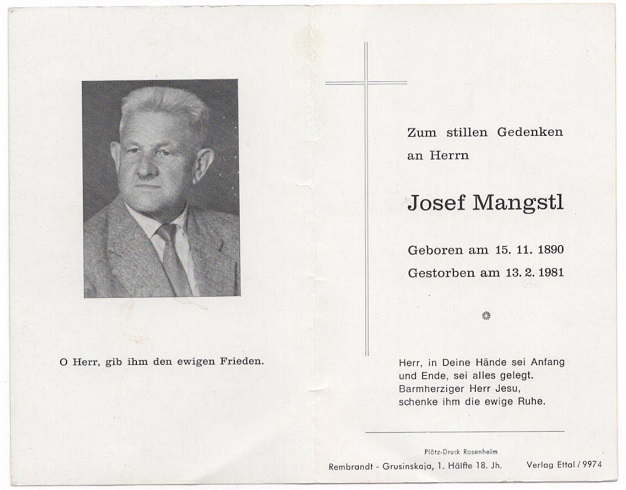 O Herr, gib ihm den ewigen Frieden.
Zum stillen Gedenken
an Herrn
Josef Mangstl
Geboren am 15. 11. 1890
Gestorben am 13. 2. 1981
Herr, in Deine Hände sei Anfang
und Ende, sei alles gelegt.
Barmherziger Herr Jesu,
schenke ihm die ewige Ruhe.
Plötz-Druck Rosenheim
Rembrandt - Grusinskaja, 1. Hälfte 18. Jh. Verlag Ettal / 9974